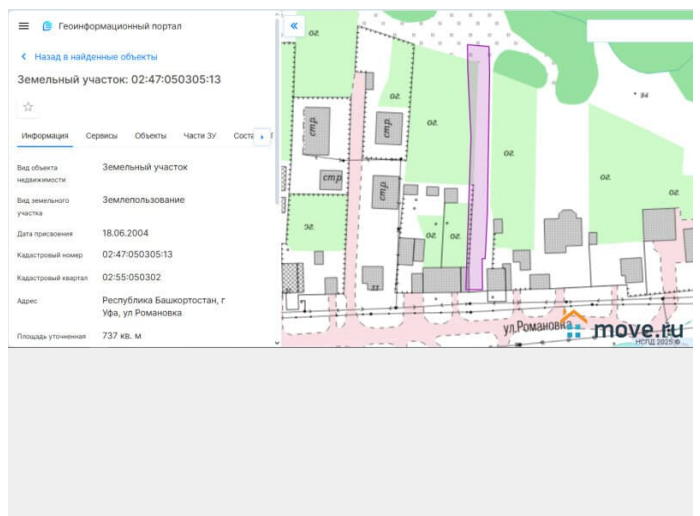 Геоинформационный портал
Назад в найденные объекты
Земельный участок: 02:47:050305:13
Информация Сервисы Объекты Части ЗУ
Вид объекта недвижимости Земельный участок
Вид земельного участка Землепользование
Дата присвоения 18.06.2004
Кадастровый номер 02:47:050305:13
Кадастровый квартал 02:55:050302
Адрес Республика Башкортостан, г
Уфа, ул Романовка
Площадь уточненная 737 кв. м
ог.
стр.
стр.
ог.
ог.
ог.
94
стр
стр.
ог.
ог.
ог.
ул.Романовка
move.ru
НСПД 2025 ©